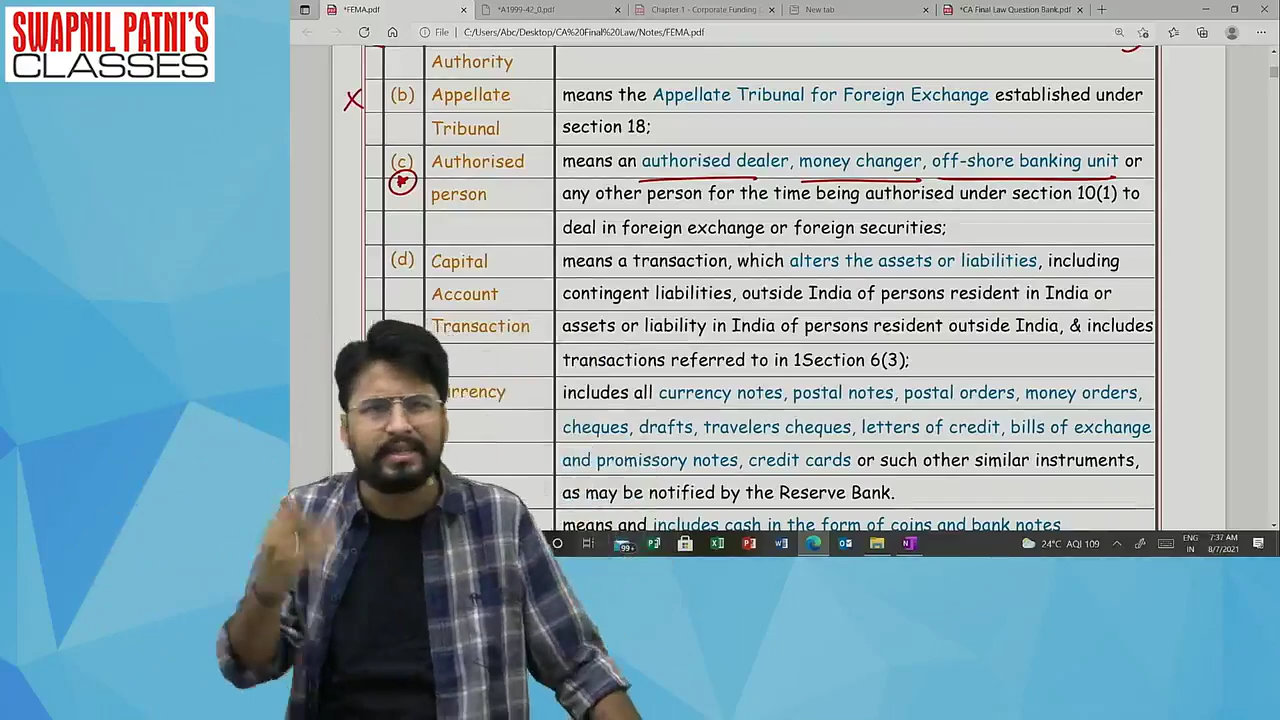 SWAPNIL PATNI'S
CLASSES
*FEMA.pdf
*A1999-42_0.pdf
Chapter 1 - Corporate Funding
New tab
*CA Final Law Question Bank.pdf
File
C:/Users/Abc/Desktop/CA%20Final%20Law/Notes/FEMA.pdf
Authority
X (b) Appellate means the Appellate Tribunal for Foreign Exchange established under
Tribunal section 18;
(c) Authorised means an authorised dealer, money changer, off-shore banking unit or
person any other person for the time being authorised under section 10(1) to
deal in foreign exchange or foreign securities;
(d) Capital means a transaction, which alters the assets or liabilities, including
Account contingent liabilities, outside India of persons resident in India or
Transaction assets or liability in India of persons resident outside India, & includes
transactions referred to in 1Section 6(3);
urrency includes all currency notes, postal notes, postal orders, money orders,
cheques, drafts, travelers cheques, letters of credit, bills of exchange
and promissory notes, credit cards or such other similar instruments,
as may be notified by the Reserve Bank.
means and includes cash in the form of coins and bank notes
99+
24°C AQI 109
ENG
IN
7:37 AM
8/7/2021